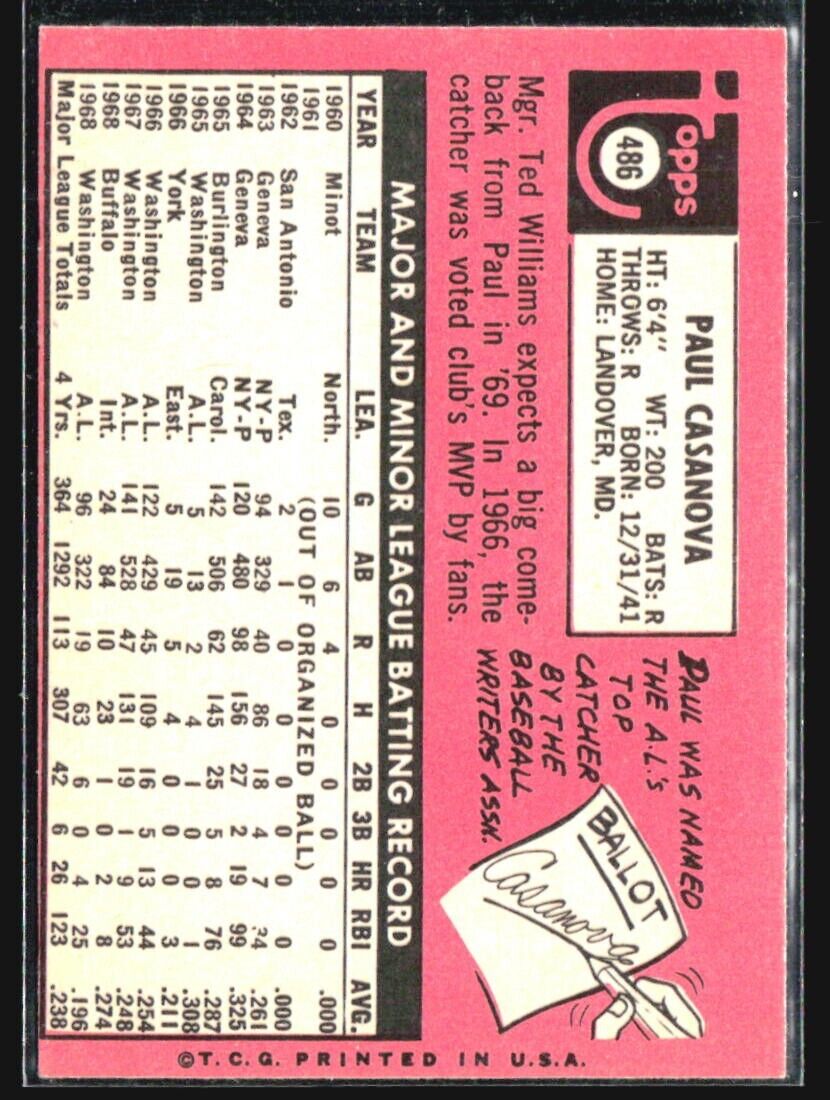 Topps
486
PAUL CASANOVA
HT: 6'4" WT: 200 BATS: R
THROWS: R BORN: 12/31/41
HOME: LANDOVER, MD.
Mgr. Ted Williams expects a big come-
back from Paul in '69. In 1966, the
catcher was voted club's MVP by fans.
PAUL WAS NAMED
THE A.L.'S
TOP
CATCHER
BY THE
BASEBALL
WRITERS ASSN.
BALLOT
Casanova
MAJOR AND MINOR LEAGUE BATTING RECORD
YEAR TEAM LEA. G AB R H 2B 3B HR RBI AVG.
1960 Minot North. 10 6 4 0 0 0 0 0 .000
1961 (OUT OF ORGANIZED BALL)
1962 San Antonio Tex. 2 1 0 0 0 0 0 0 .000
1963 Geneva NY-P 94 329 40 86 18 4 7 34 .261
1964 Geneva NY-P 120 480 98 156 27 2 19 99 .325
1965 Burlington Carol. 142 506 62 145 25 5 8 76 .287
1965 Washington A.L. 5 13 2 4 1 0 0 1 .308
1966 York East. 5 19 5 4 0 0 0 3 .211
1966 Washington A.L. 122 429 45 109 16 5 13 44 .254
1967 Washington A.L. 141 528 47 131 19 1 9 53 .248
1968 Buffalo Int. 24 84 10 23 1 0 2 8 .274
1968 Washington A.L. 96 322 19 63 6 0 4 25 .196
Major League Totals 4 Yrs. 364 1292 113 307 42 6 26 123 .238
©T.C.G. PRINTED IN U.S.A.